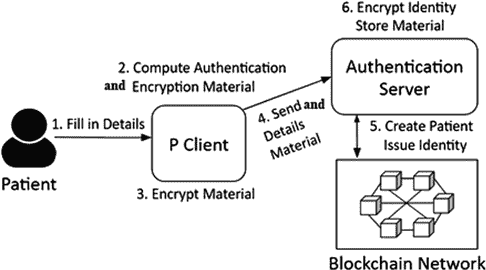 6. Encrypt Identity
Store Material
2. Compute Authentication
and Encryption Material
Authentication
Server
1. Fill in Details
4. Send and
Details
Material
P Client
5. Create Patient
Issue Identity
Patient
3. Encrypt Material
Blockchain Network